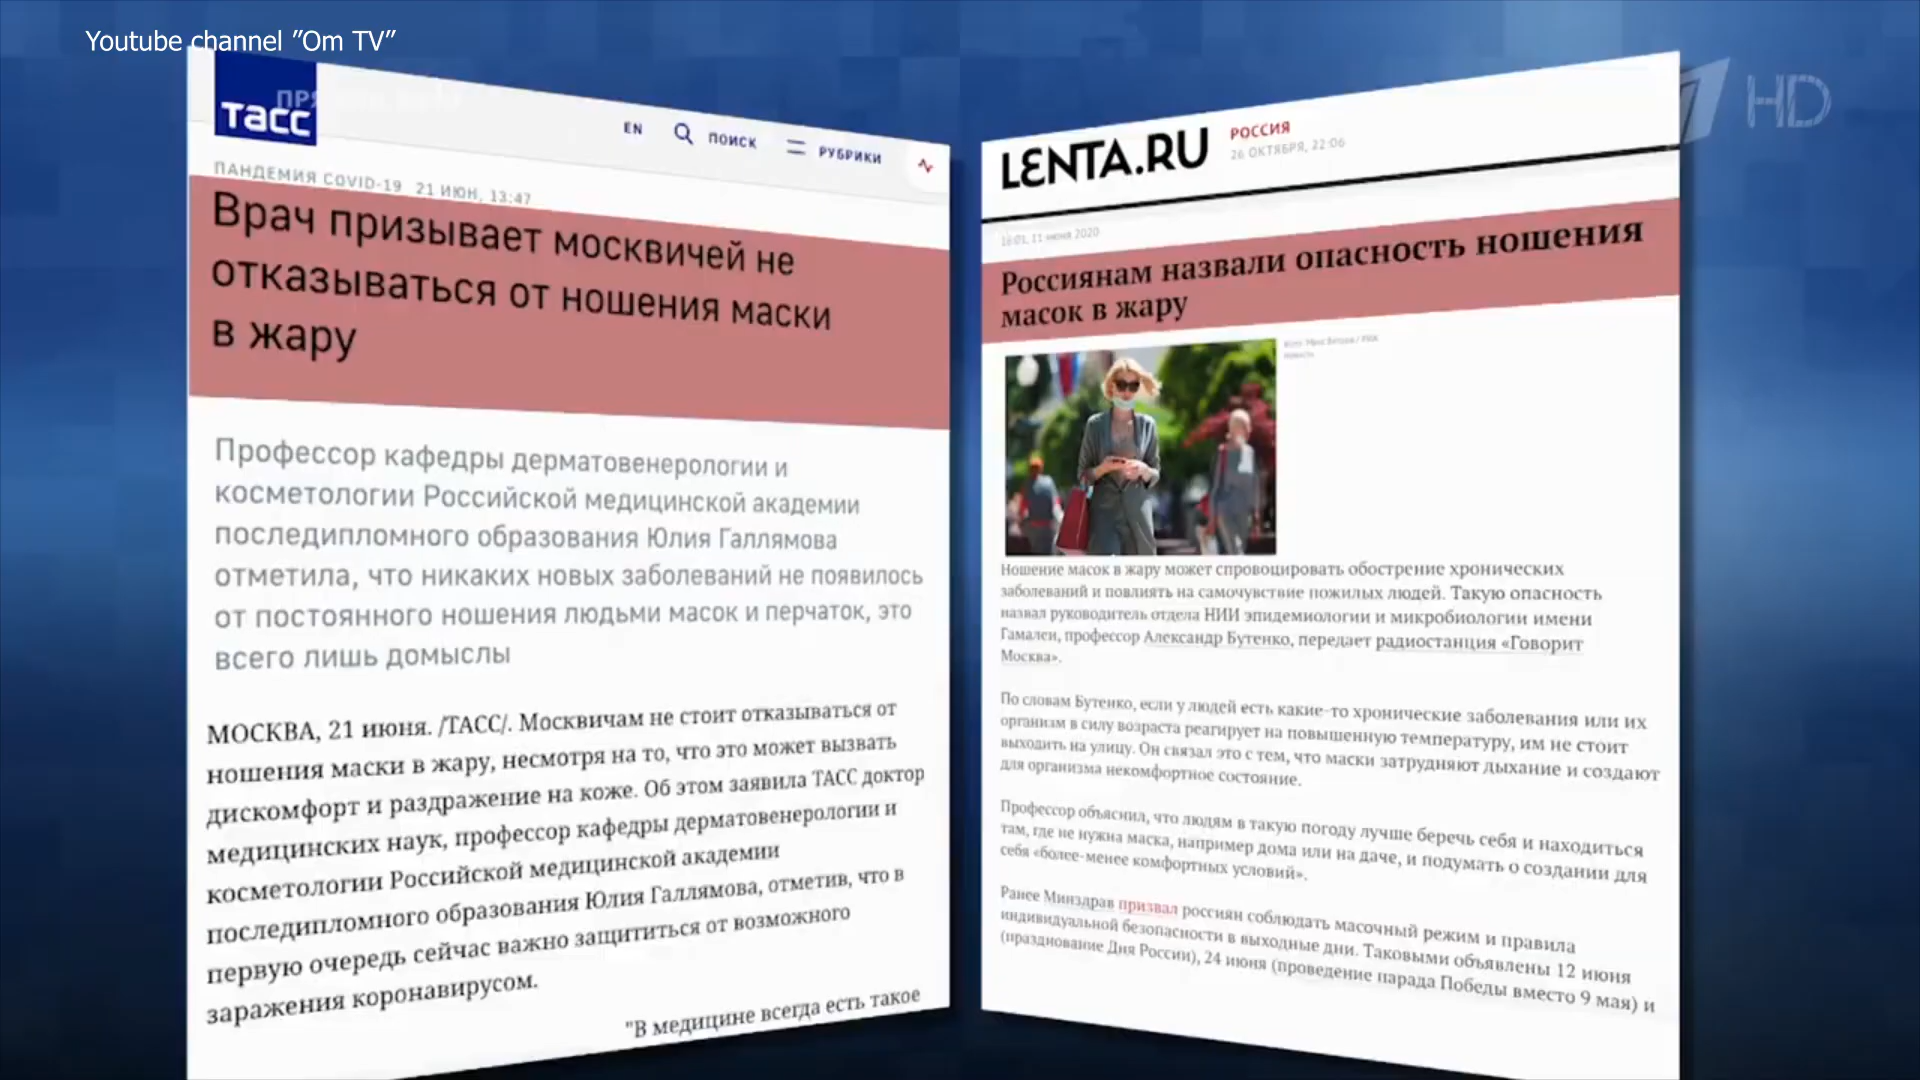 Youtube channel "Om TV"
тасс
EN
ПОИСК
РУБРИКИ
ПАНДЕМИЯ COVID-19 21 ИЮН, 13:47
Врач призывает москвичей не
отказываться от ношения маски
в жару
Профессор кафедры дерматовенерологии и
косметологии Российской медицинской академии
последипломного образования Юлия Галлямова
отметила, что никаких новых заболеваний не появилось
от постоянного ношения людьми масок и перчаток, это
всего лишь домыслы
МОСКВА, 21 июня. /ТАСС/. Москвичам не стоит отказываться от
ношения маски в жару, несмотря на то, что это может вызвать
дискомфорт и раздражение на коже. Об этом заявила ТАСС доктор
медицинских наук, профессор кафедры дерматовенерологии и
косметологии Российской медицинской академии
последипломного образования Юлия Галлямова, отметив, что в
первую очередь сейчас важно защититься от возможного
заражения коронавирусом.
"В медицине всегда есть такое
HD
LENTA.RU
РОССИЯ
26 ОКТЯБРЯ, 22:06
16:01, 11 июня 2020
Россиянам назвали опасность ношения
масок в жару
Ношение масок в жару может спровоцировать обострение хронических
заболеваний и повлиять на самочувствие пожилых людей. Такую опасность
назвал руководитель отдела НИИ эпидемиологии и микробиологии имени
Гамалеи, профессор Александр Бутенко, передает радиостанция «Говорит
Москва».
По словам Бутенко, если у людей есть какие-то хронические заболевания или их
организм в силу возраста реагирует на повышенную температуру, им не стоит
выходить на улицу. Он связал это с тем, что маски затрудняют дыхание и создают
для организма некомфортное состояние.
Профессор объяснил, что людям в такую погоду лучше беречь себя и находиться
там, где не нужна маска, например дома или на даче, и подумать о создании для
себя «более-менее комфортных условий».
Ранее Минздрав призвал россиян соблюдать масочный режим и правила
индивидуальной безопасности в выходные дни. Таковыми объявлены 12 июня
(празднование Дня России), 24 июня (проведение парада Победы вместо 9 мая) и